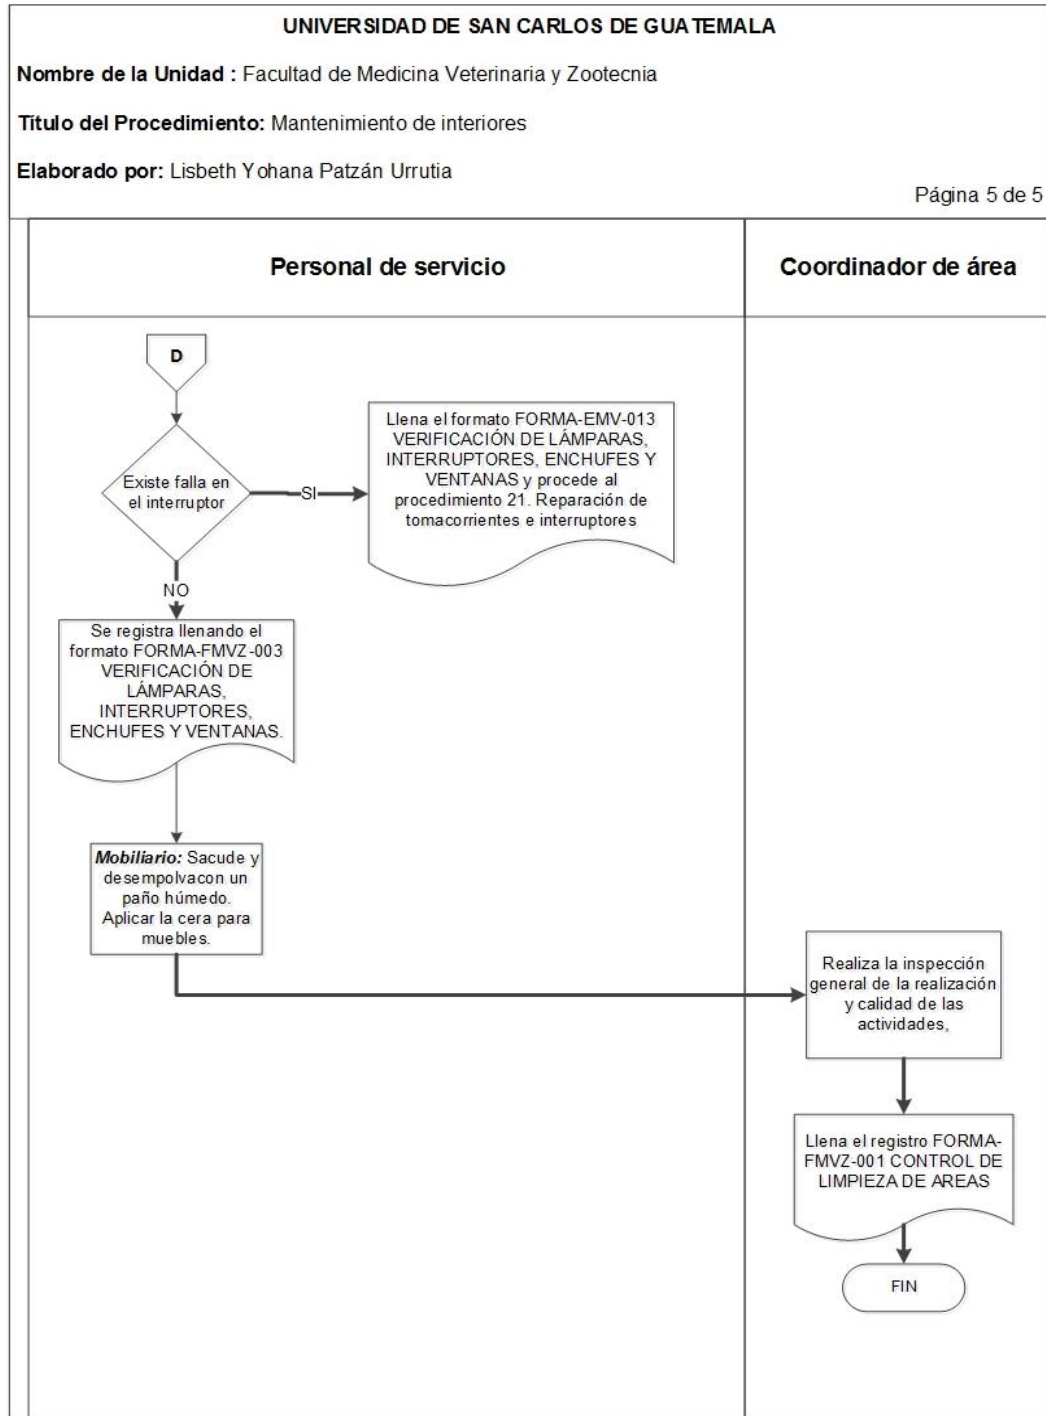 UNIVERSIDAD DE SAN CARLOS DE GUATEMALA
Nombre de la Unidad : Facultad de Medicina Veterinaria y Zootecnia
Título del Procedimiento: Mantenimiento de interiores
Elaborado por: Lisbeth Yohana Patzán Urrutia
Página 5 de 5
Personal de servicio
Coordinador de área
D
Existe falla en
el interruptor
SI
Llena el formato FORMA-EMV-013
VERIFICACIÓN DE LÁMPARAS,
INTERRUPTORES, ENCHUFES Y
VENTANAS y procede al
procedimiento 21. Reparación de
tomacorrientes e interruptores
NO
Se registra llenando el
formato FORMA-FMVZ-003
VERIFICACIÓN DE
LÁMPARAS,
INTERRUPTORES,
ENCHUFES Y VENTANAS.
Mobiliario: Sacude y
desempolvacon un
paño húmedo.
Aplicar la cera para
muebles.
Realiza la inspección
general de la realización
y calidad de las
actividades,
Llena el registro FORMA-
FMVZ-001 CONTROL DE
LIMPIEZA DE AREAS
FIN